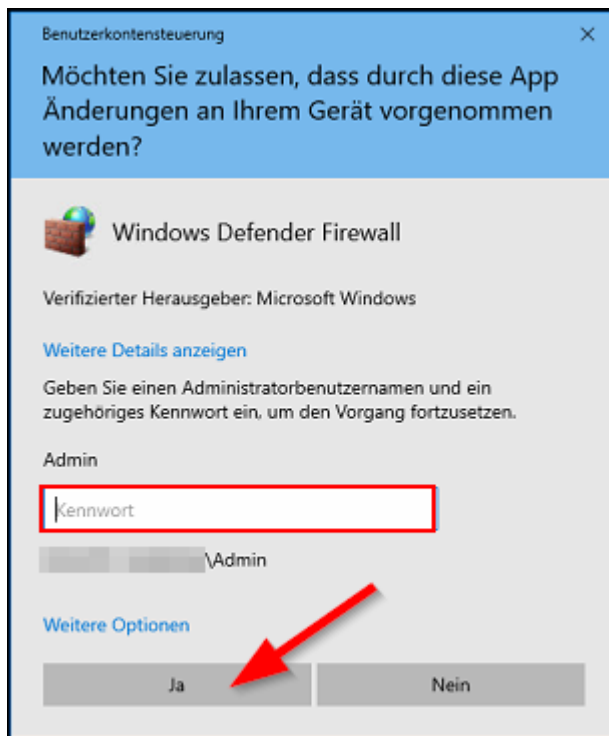 Benutzerkontensteuerung
Möchten Sie zulassen, dass durch diese App
Änderungen an Ihrem Gerät vorgenommen
werden?
Windows Defender Firewall
Verifizierter Herausgeber: Microsoft Windows
Weitere Details anzeigen
Geben Sie einen Administratorbenutzernamen und ein
zugehöriges Kennwort ein, um den Vorgang fortzusetzen.
Admin
Kennwort
\Admin
Weitere Optionen
Ja
Nein